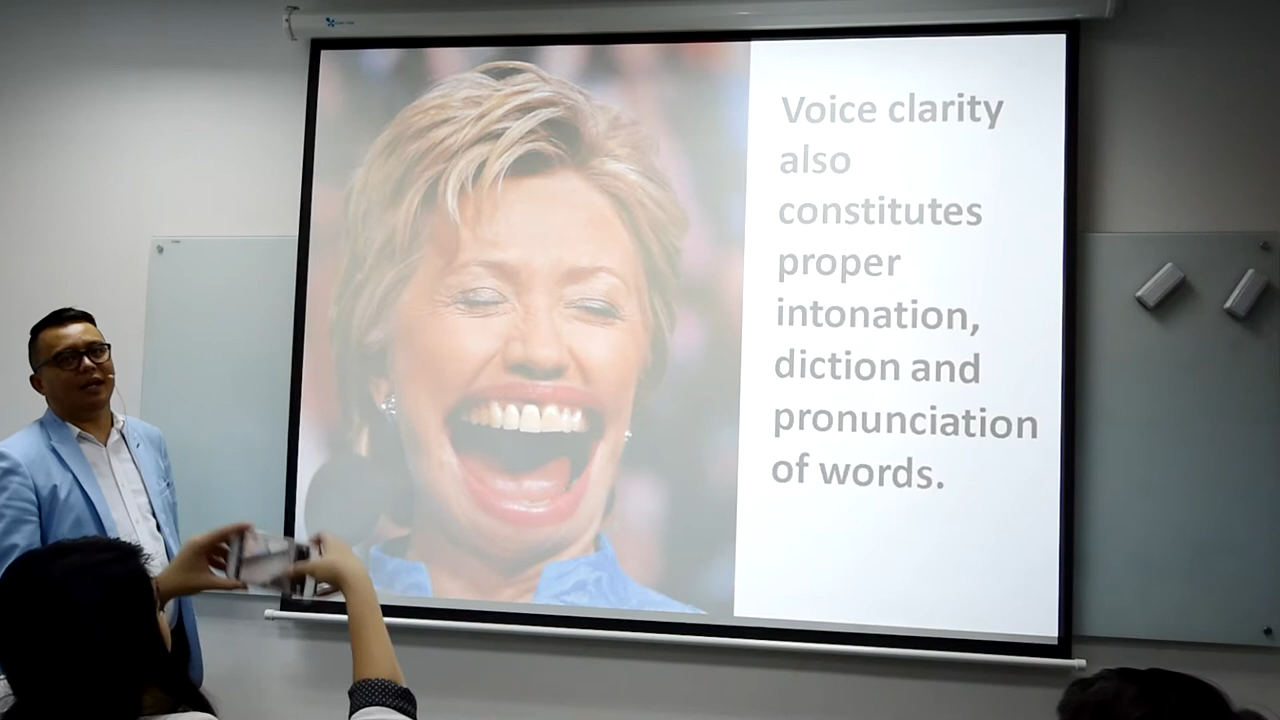 Voice clarity
also
constitutes
proper
intonation,
diction and
pronunciation
of words.